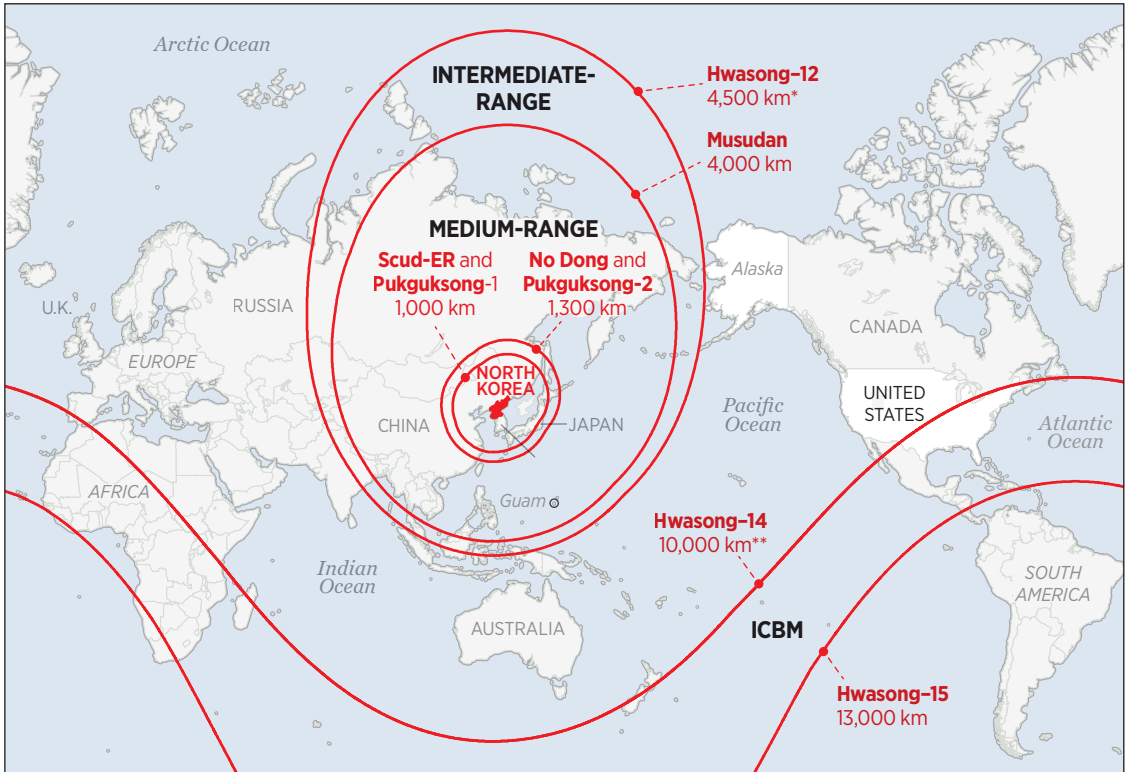 Arctic Ocean
INTERMEDIATE-
RANGE
Hwasong–12
4,500 km*
Musudan
4,000 km
MEDIUM-RANGE
Scud-ER and
Pukguksong-1
1,000 km
No Dong and
Pukguksong-2
1,300 km
Alaska
U.K.
RUSSIA
CANADA
EUROPE
NORTH
KOREA
UNITED
STATES
CHINA
JAPAN
Pacific
Ocean
Atlantic
Ocean
AFRICA
Guam
Hwasong–14
10,000 km**
Indian
Ocean
SOUTH
AMERICA
AUSTRALIA
ICBM
Hwasong–15
13,000 km